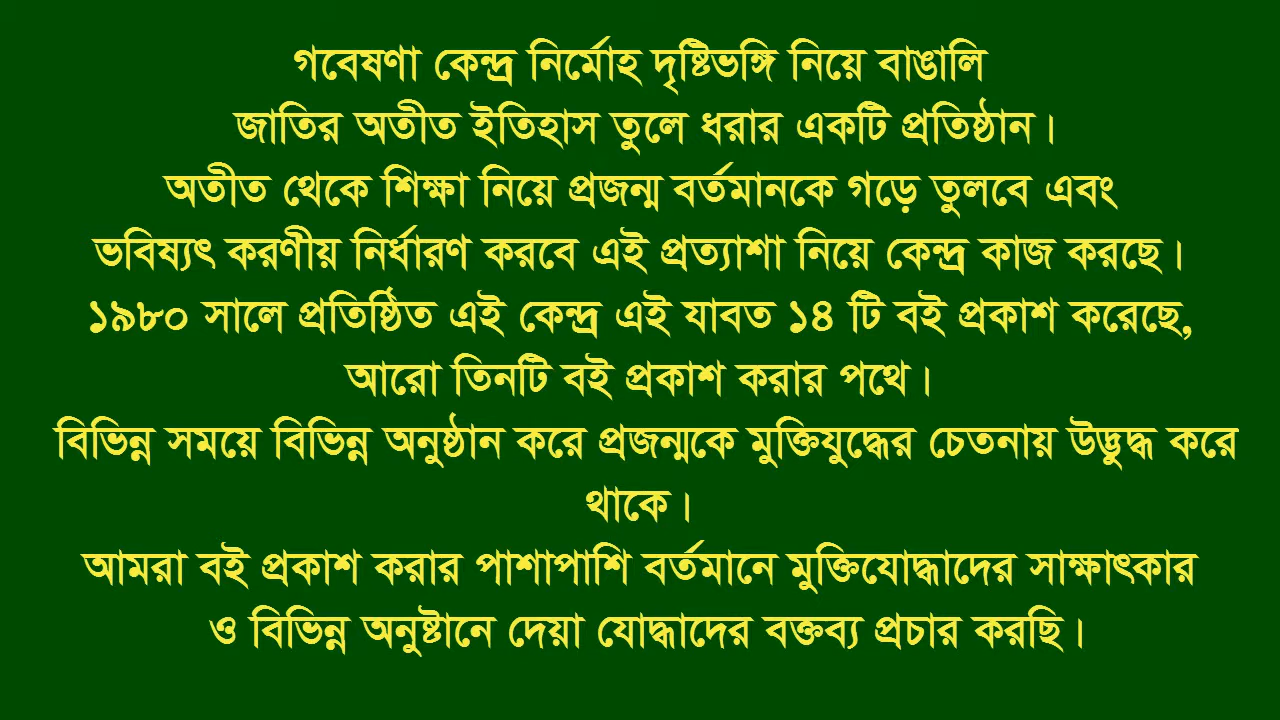 গবেষণা কেন্দ্র নির্মোহ দৃষ্টিভঙ্গি নিয়ে বাঙালি
জাতির অতীত ইতিহাস তুলে ধরার একটি প্রতিষ্ঠান।
অতীত থেকে শিক্ষা নিয়ে প্রজন্ম বর্তমানকে গড়ে তুলবে এবং
ভবিষ্যৎ করণীয় নির্ধারণ করবে এই প্রত্যাশা নিয়ে কেন্দ্র কাজ করছে।
১৯৮০ সালে প্রতিষ্ঠিত এই কেন্দ্র এই যাবত ১৪ টি বই প্রকাশ করেছে,
আরো তিনটি বই প্রকাশ করার পথে।
বিভিন্ন সময়ে বিভিন্ন অনুষ্ঠান করে প্রজন্মকে মুক্তিযুদ্ধের চেতনায় উদ্ভুদ্ধ করে
থাকে।
আমরা বই প্রকাশ করার পাশাপাশি বর্তমানে মুক্তিযোদ্ধাদের সাক্ষাৎকার
ও বিভিন্ন অনুষ্টানে দেয়া যোদ্ধাদের বক্তব্য প্রচার করছি।